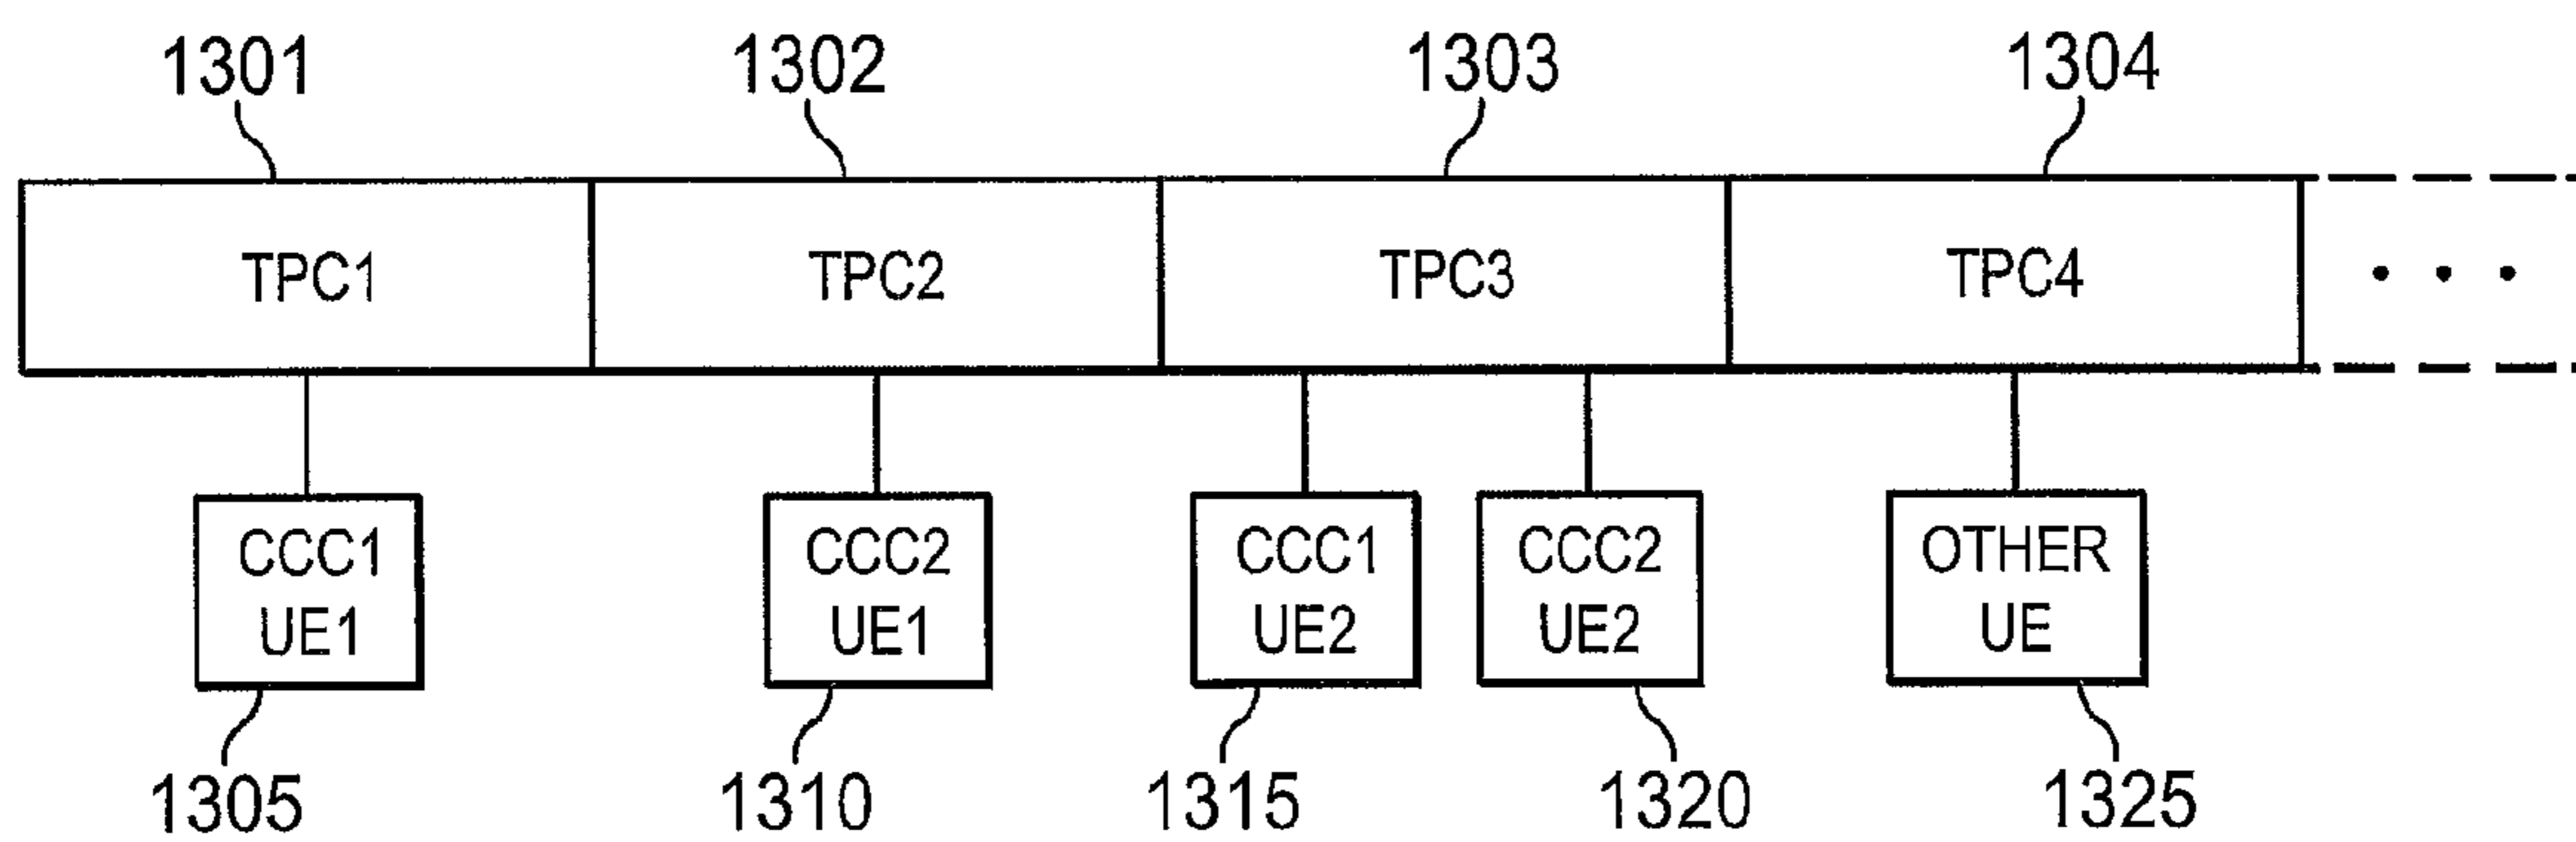 1301 1302 1303 1304
TPC1 TPC2 TPC3 TPC4 . . .
CCC1 CCC2 CCC1 CCC2 OTHER
UE1 UE1 UE2 UE2 UE
1305 1310 1315 1320 1325